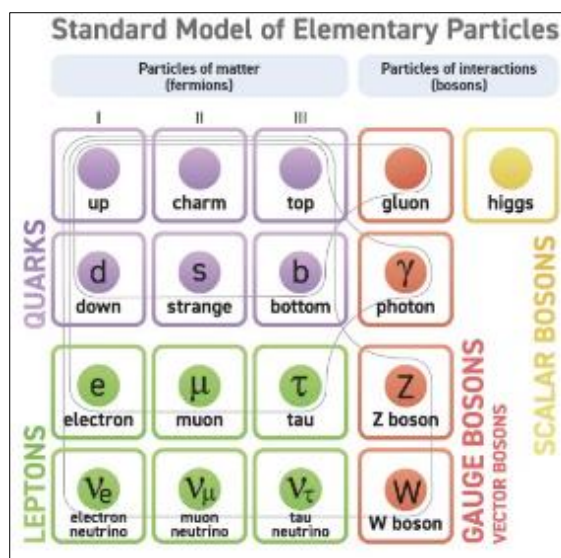 Standard Model of Elementary Particles
Particles of matter
(fermions)
Particles of interactions
(bosons)
I
II
III
QUARKS
up
charm
top
gluon
higgs
d
down
s
strange
b
bottom
γ
photon
SCALAR BOSONS
LEPTONS
e
electron
μ
muon
τ
tau
Z
Z boson
GAUGE BOSONS
VECTOR BOSONS
νe
electron
neutrino
νμ
muon
neutrino
ντ
tau
neutrino
W
W boson